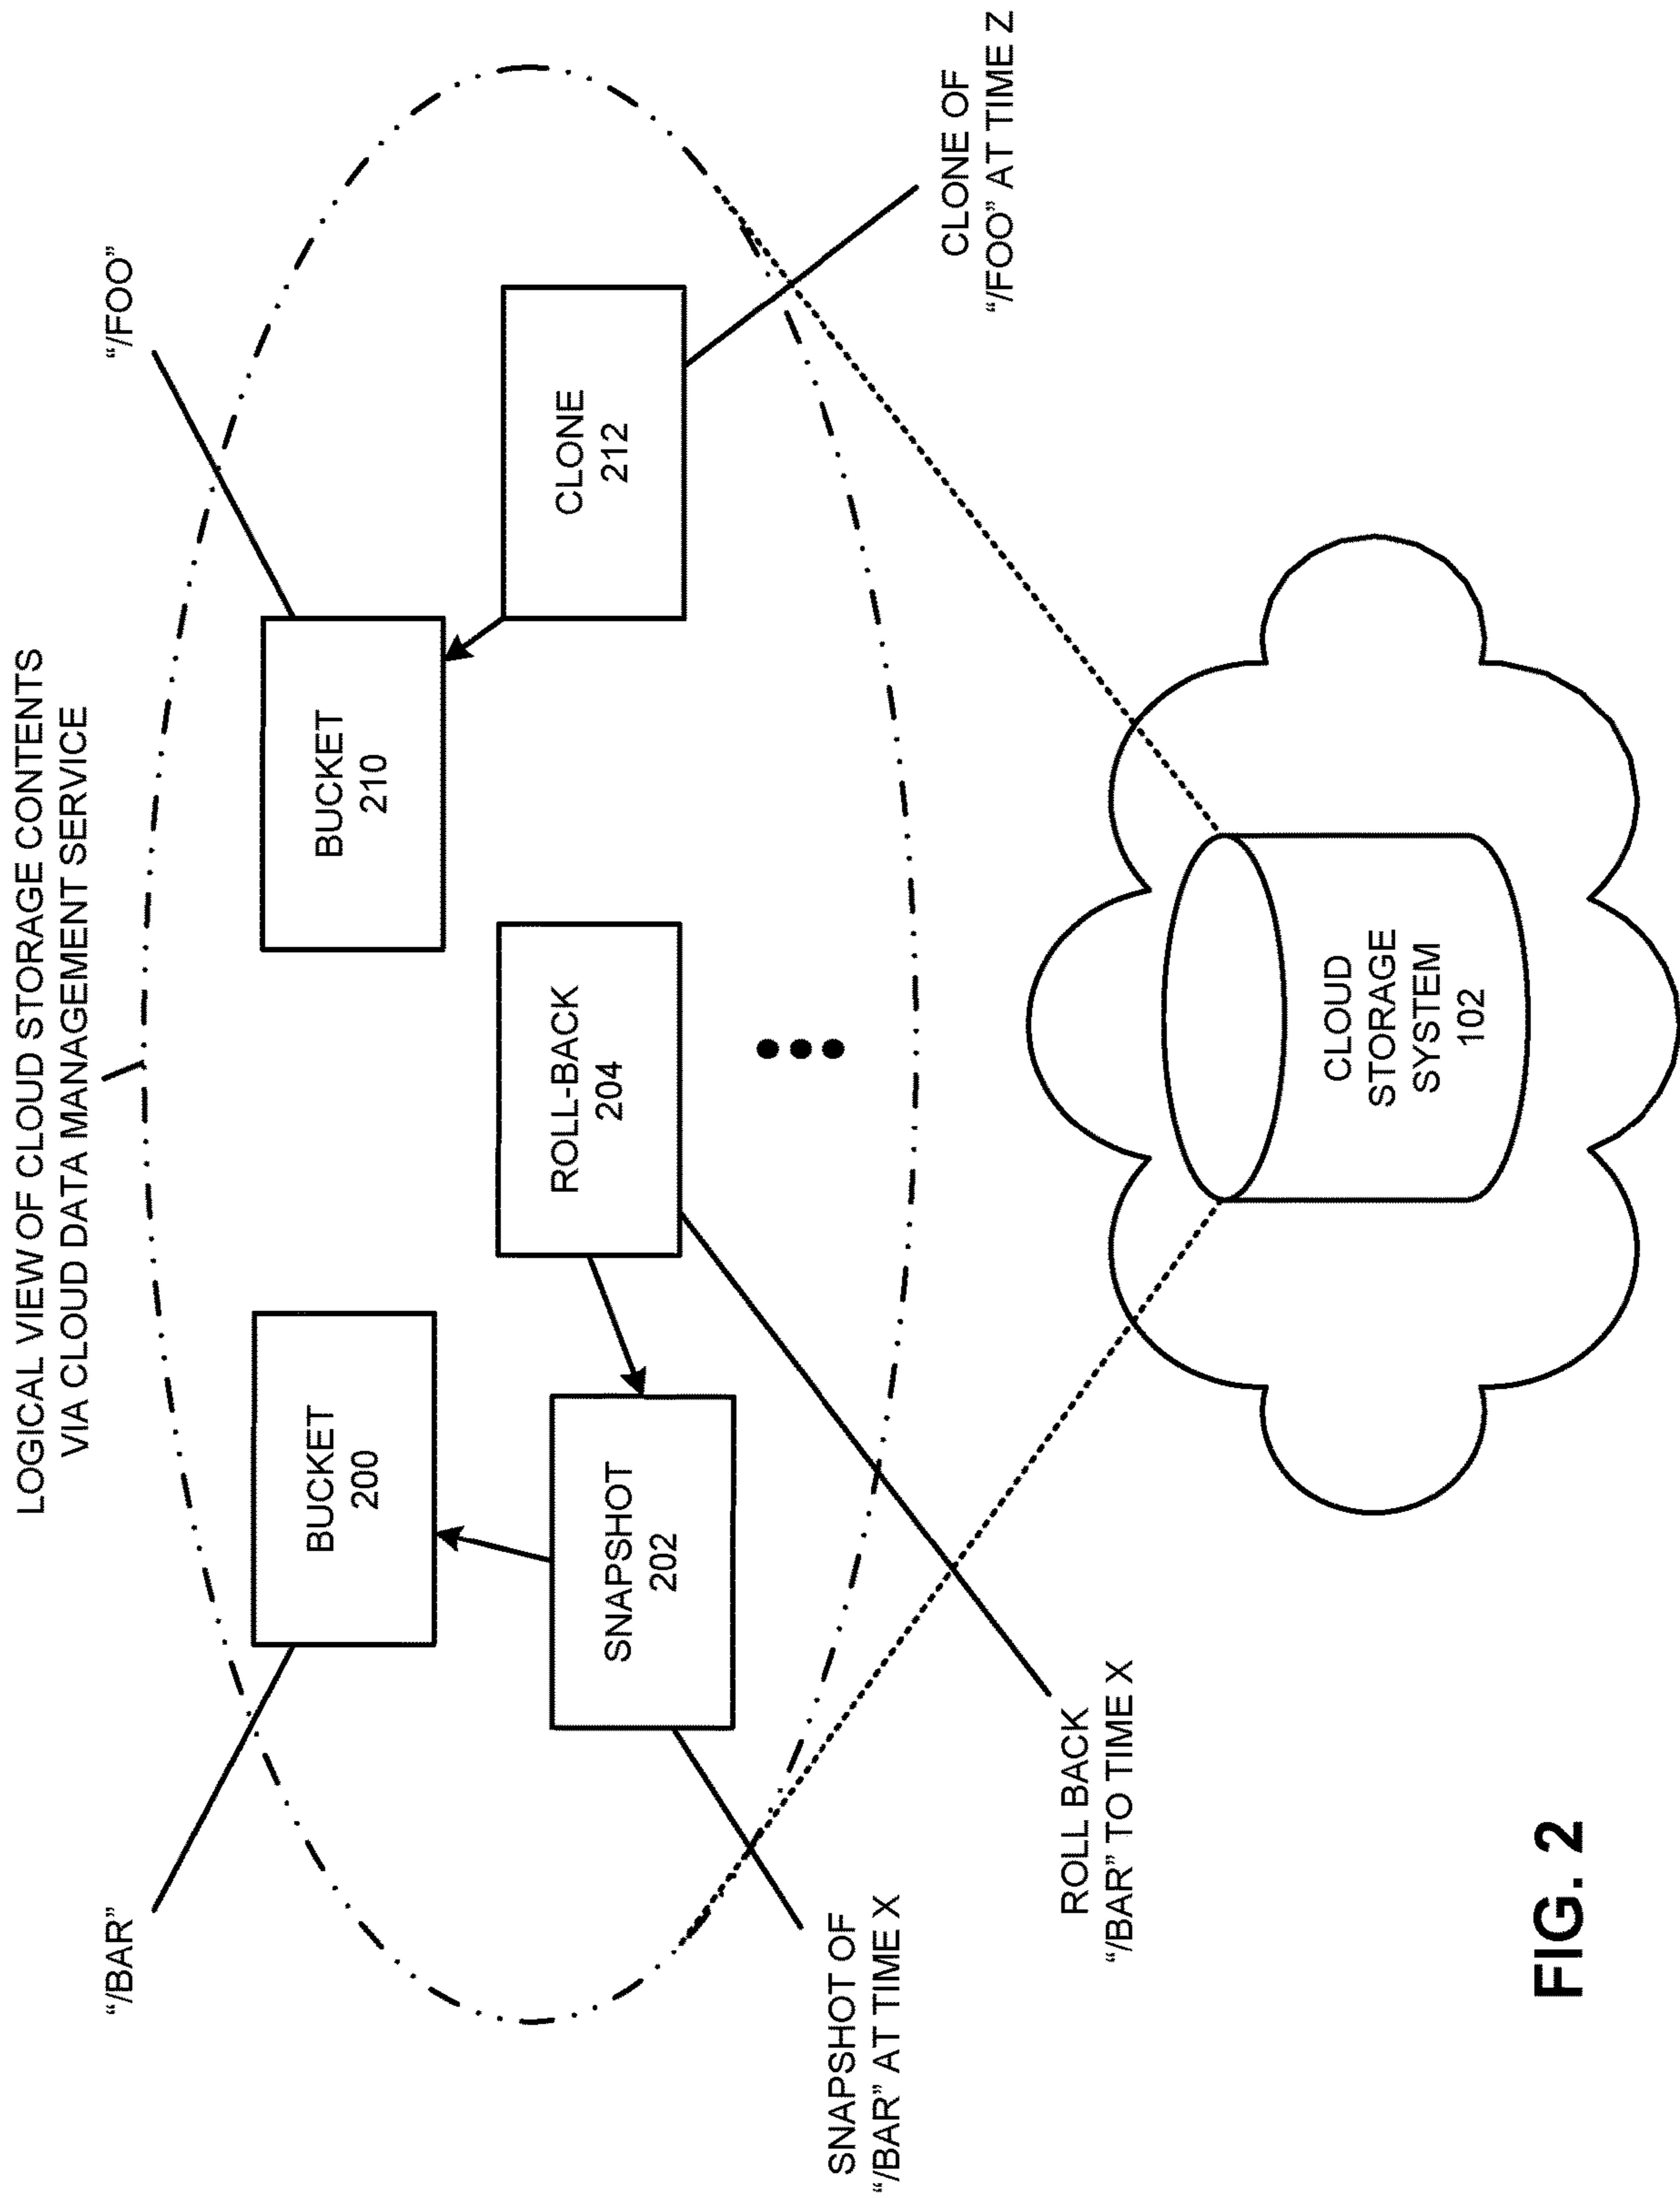 LOGICAL VIEW OF CLOUD STORAGE CONTENTS
VIA CLOUD DATA MANAGEMENT SERVICE
“/BAR”
“/FOO”
BUCKET
200
BUCKET
210
SNAPSHOT
202
ROLL-BACK
204
CLONE
212
SNAPSHOT OF
“/BAR” AT TIME X
ROLL BACK
“/BAR” TO TIME X
CLONE OF
“/FOO” AT TIME Z
CLOUD
STORAGE
SYSTEM
102
FIG. 2